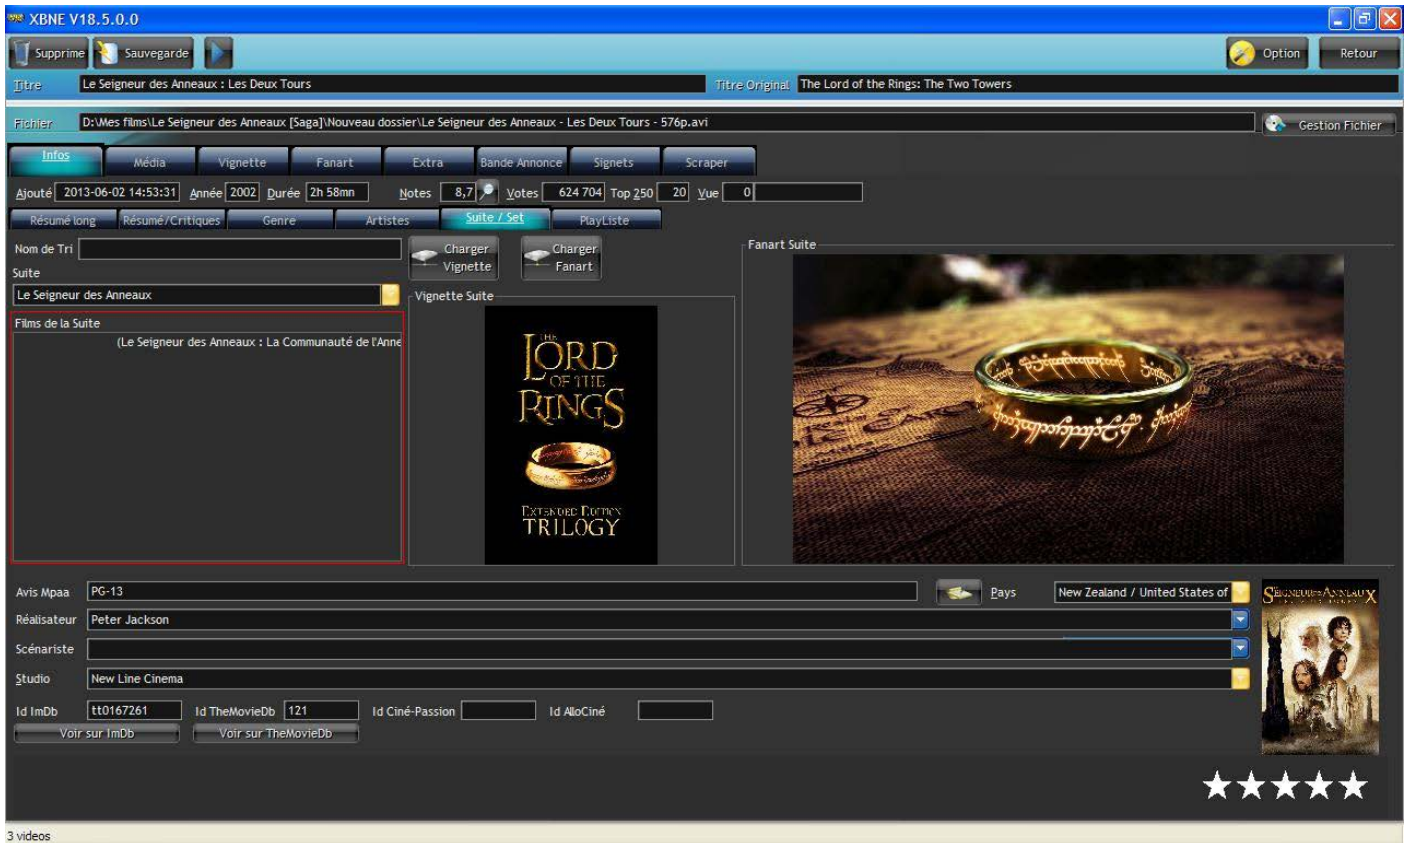 XBNE V18.5.0.0
Supprime Sauvegarde Option Retour
Titre Le Seigneur des Anneaux : Les Deux Tours Titre Original The Lord of the Rings: The Two Towers
Fichier D:\Mes films\Le Seigneur des Anneaux [Saga]\Nouveau dossier\Le Seigneur des Anneaux - Les Deux Tours - 576p.avi Gestion Fichier
Infos Média Vignette Fanart Extra Bande Annonce Signets Scraper
Ajouté 2013-06-02 14:53:31 Année 2002 Durée 2h 58mn Notes 8,7 Votes 624 704 Top 250 20 Vue 0
Résumé long Résumé/Critiques Genre Artistes Suite / Set PlayListe
Nom de Tri Charger Vignette Charger Fanart Fanart Suite
Suite
Le Seigneur des Anneaux Vignette Suite
Films de la Suite
(Le Seigneur des Anneaux : La Communauté de l'Anne
THE
LORD
OF THE
RINGS
EXTENDED EDITION
TRILOGY
Avis Mpaa PG-13 Pays New Zealand / United States of
Réalisateur Peter Jackson
Scénariste
Studio New Line Cinema
Id ImDb tt0167261 Id TheMovieDb 121 Id Ciné-Passion Id AlloCiné
Voir sur ImDb Voir sur TheMovieDb
SEIGNEUR DES ANNEAUX
3 videos